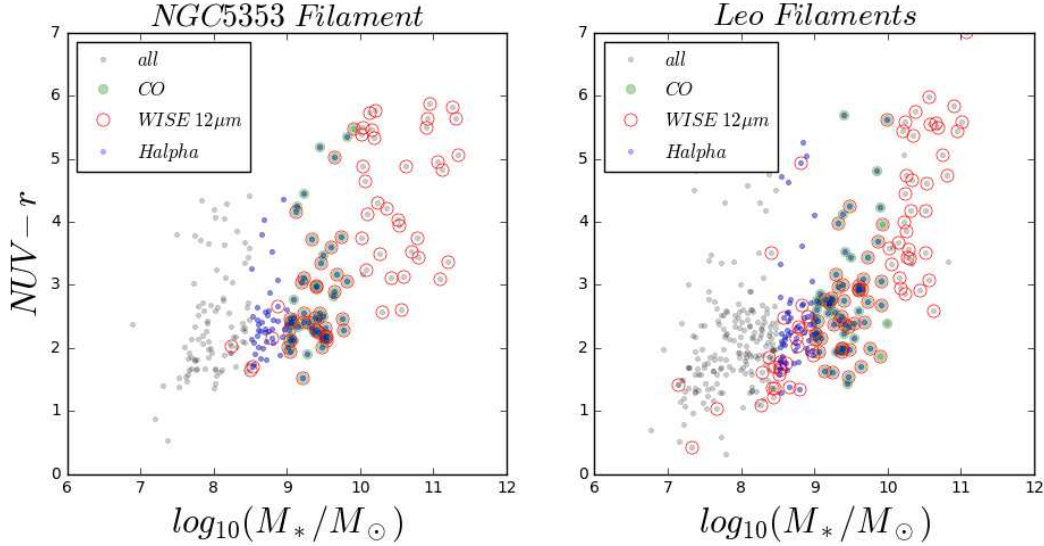 NGC5353 Filament
Leo Filaments
7
6
5
4
3
2
1
0
NUV − r
all
CO
WISE 12μm
Halpha
6 7 8 9 10 11 12
log10(M*/M⊙)
7
6
5
4
3
2
1
0
all
CO
WISE 12μm
Halpha
6 7 8 9 10 11 12
log10(M*/M⊙)